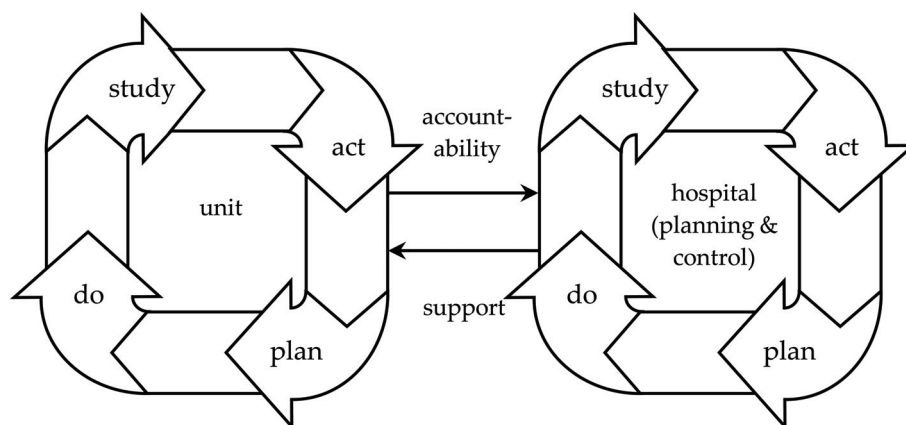 study
act
unit
do
plan
account-
ability
support
study
act
hospital
(planning &
control)
do
plan